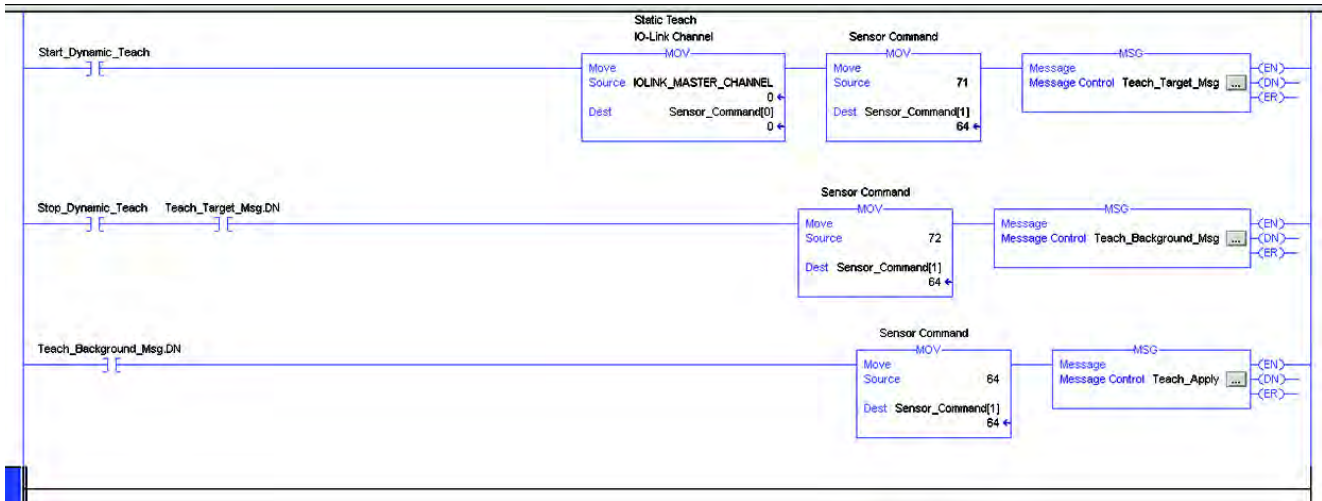 Static Teach
IO-Link Channel
Sensor Command
Start_Dynamic_Teach
MOV
Move
Source IOLINK_MASTER_CHANNEL
0
Dest Sensor_Command[0]
0
MOV
Move
Source 71
Dest Sensor_Command[1]
64
MSG
Message
Message Control Teach_Target_Msg ...
(EN)
(DN)
(ER)
Sensor Command
Stop_Dynamic_Teach Teach_Target_Msg.DN
MOV
Move
Source 72
Dest Sensor_Command[1]
64
MSG
Message
Message Control Teach_Background_Msg ...
(EN)
(DN)
(ER)
Sensor Command
Teach_Background_Msg.DN
MOV
Move
Source 64
Dest Sensor_Command[1]
64
MSG
Message
Message Control Teach_Apply ...
(EN)
(DN)
(ER)